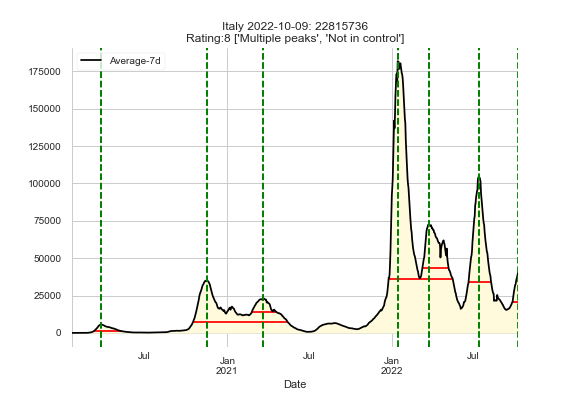 Italy 2022-10-09: 22815736
Rating:8 ['Multiple peaks', 'Not in control']
Average-7d
175000
150000
125000
100000
75000
50000
25000
0
Jul
Jan
2021
Jul
Jan
2022
Jul
Date